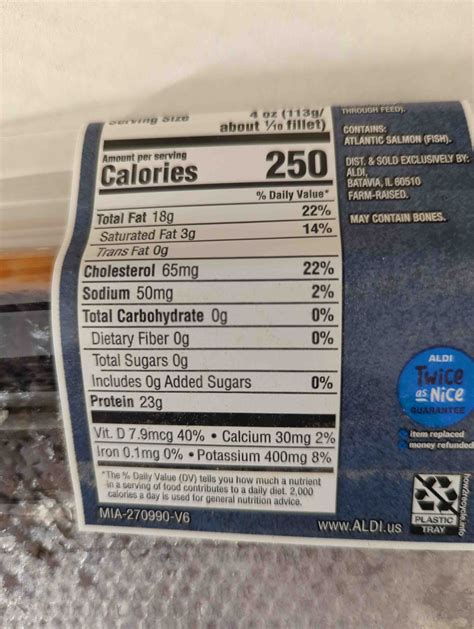 Serving Size 4 oz (113g/
about 1/10 fillet)
Amount per serving
Calories 250
% Daily Value*
Total Fat 18g 22%
Saturated Fat 3g 14%
Trans Fat 0g
Cholesterol 65mg 22%
Sodium 50mg 2%
Total Carbohydrate 0g 0%
Dietary Fiber 0g 0%
Total Sugars 0g
Includes 0g Added Sugars 0%
Protein 23g
Vit. D 7.9mcg 40% • Calcium 30mg 2%
Iron 0.1mg 0% • Potassium 400mg 8%
*The % Daily Value (DV) tells you how much a nutrient
in a serving of food contributes to a daily diet. 2,000
calories a day is used for general nutrition advice.
MIA-270990-V6
www.ALDI.us
THROUGH FEED).
CONTAINS:
ATLANTIC SALMON (FISH).
DIST. & SOLD EXCLUSIVELY BY:
ALDI,
BATAVIA, IL 60510
FARM-RAISED.
MAY CONTAIN BONES.
ALDI
Twice
as Nice
GUARANTEE
item replaced
money refunded
PLASTIC
TRAY
how2recycle.info